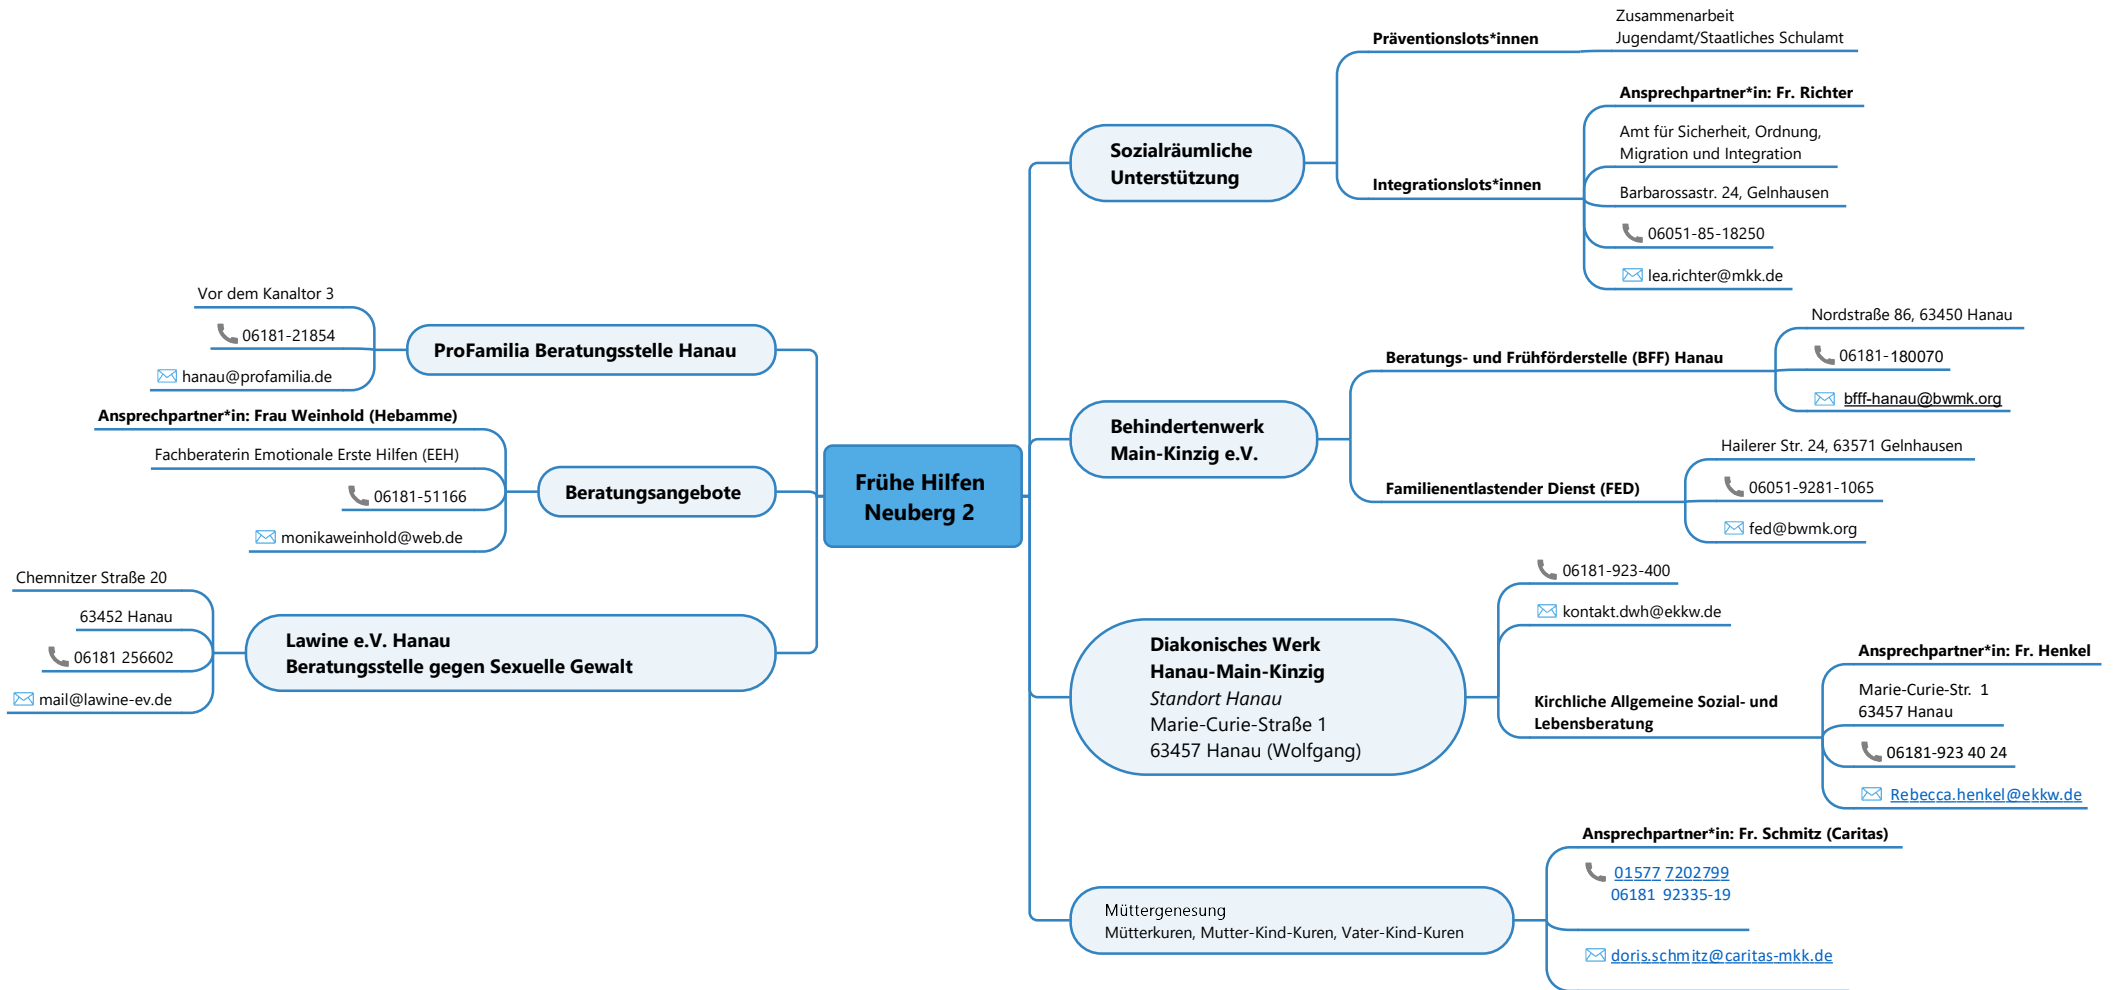 Frühe Hilfen
Neuberg 2
ProFamilia Beratungsstelle Hanau
Vor dem Kanaltor 3
06181-21854
hanau@profamilia.de
Beratungsangebote
Ansprechpartner*in: Frau Weinhold (Hebamme)
Fachberaterin Emotionale Erste Hilfen (EEH)
06181-51166
monikaweinhold@web.de
Lawine e.V. Hanau
Beratungsstelle gegen Sexuelle Gewalt
Chemnitzer Straße 20
63452 Hanau
06181 256602
mail@lawine-ev.de
Sozialräumliche
Unterstützung
Präventionslots*innen
Zusammenarbeit
Jugendamt/Staatliches Schulamt
Integrationslots*innen
Ansprechpartner*in: Fr. Richter
Amt für Sicherheit, Ordnung,
Migration und Integration
Barbarossastr. 24, Gelnhausen
06051-85-18250
lea.richter@mkk.de
Behindertenwerk
Main-Kinzig e.V.
Beratungs- und Frühförderstelle (BFF) Hanau
Nordstraße 86, 63450 Hanau
06181-180070
bfff-hanau@bwmk.org
Familienentlastender Dienst (FED)
Hailerer Str. 24, 63571 Gelnhausen
06051-9281-1065
fed@bwmk.org
Diakonisches Werk
Hanau-Main-Kinzig
Standort Hanau
Marie-Curie-Straße 1
63457 Hanau (Wolfgang)
06181-923-400
kontakt.dwh@ekkw.de
Kirchliche Allgemeine Sozial- und
Lebensberatung
Ansprechpartner*in: Fr. Henkel
Marie-Curie-Str. 1
63457 Hanau
06181-923 40 24
Rebecca.henkel@ekkw.de
Müttergenesung
Mütterkuren, Mutter-Kind-Kuren, Vater-Kind-Kuren
Ansprechpartner*in: Fr. Schmitz (Caritas)
01577 7202799
06181 92335-19
doris.schmitz@caritas-mkk.de